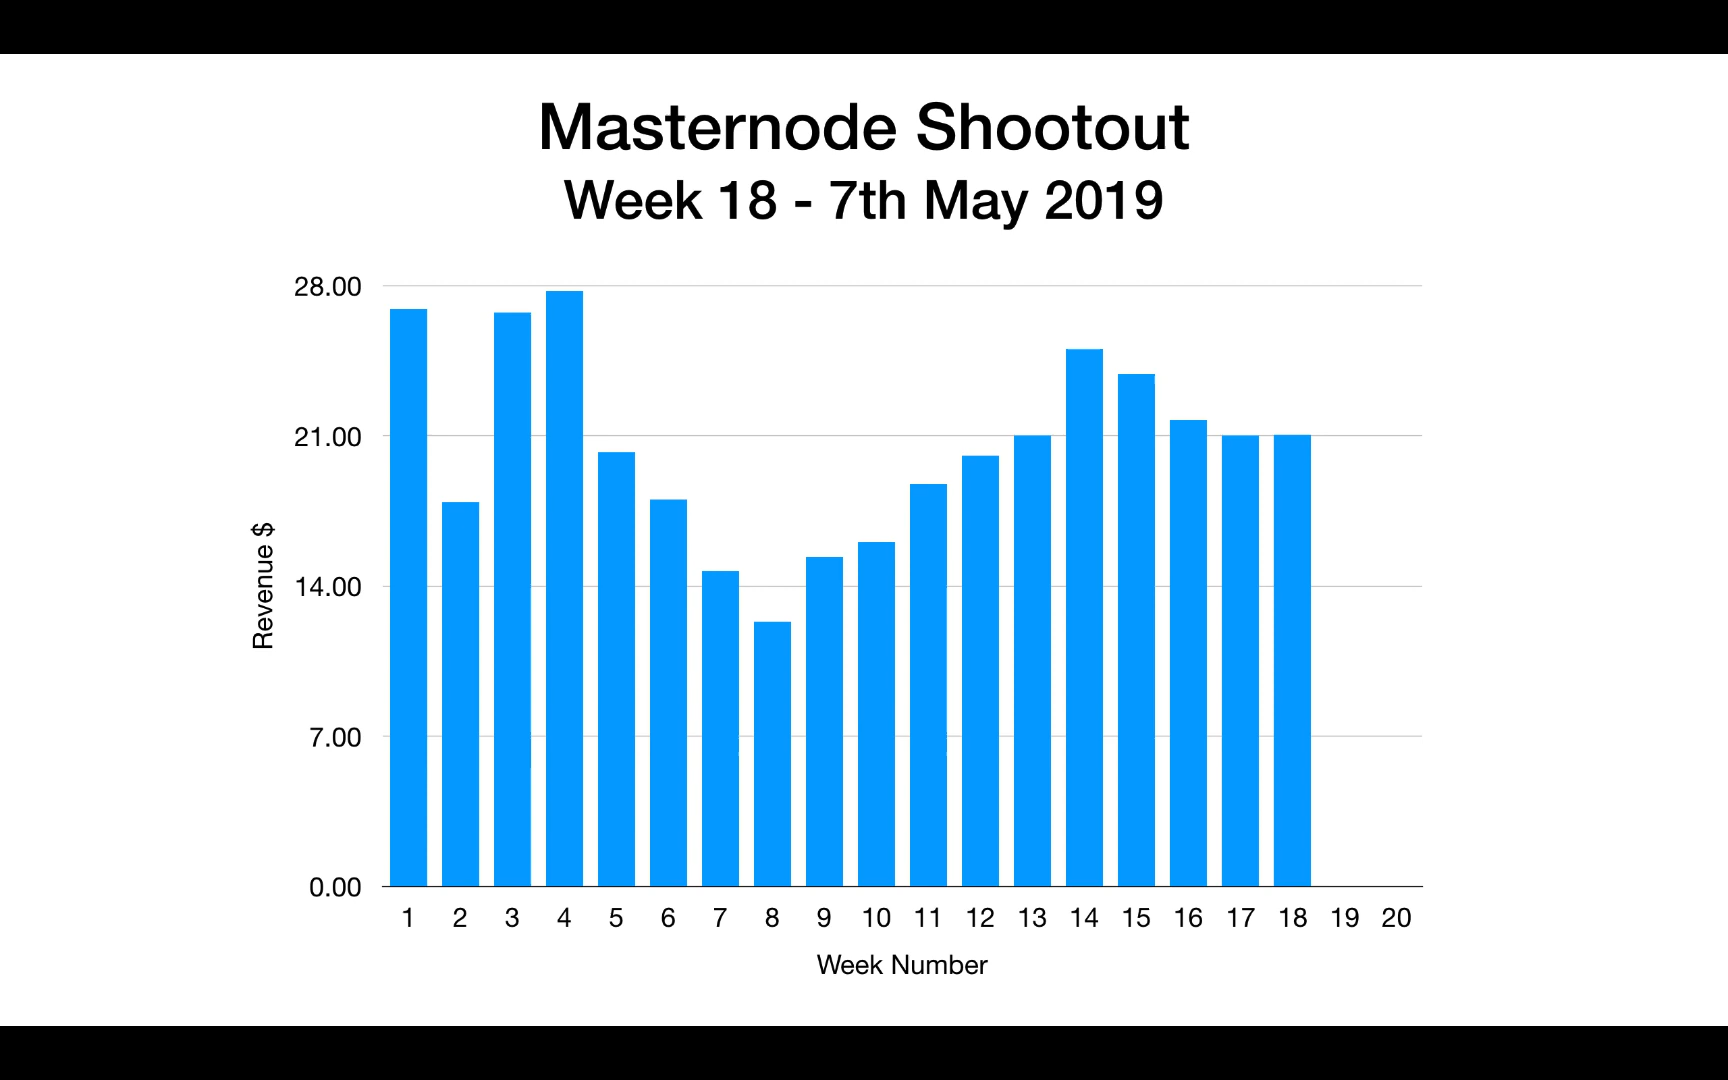 Masternode Shootout
Week 18 - 7th May 2019
28.00
21.00
14.00
7.00
0.00
Revenue $
1 2 3 4 5 6 7 8 9 10 11 12 13 14 15 16 17 18 19 20
Week Number